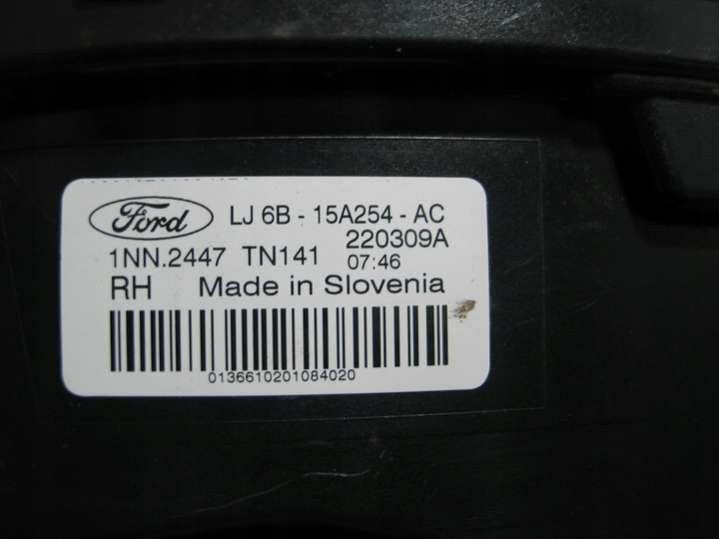 Ford LJ 6B - 15A254 - AC
220309A
1NN.2447 TN141 07:46
RH Made in Slovenia
0136610201084020